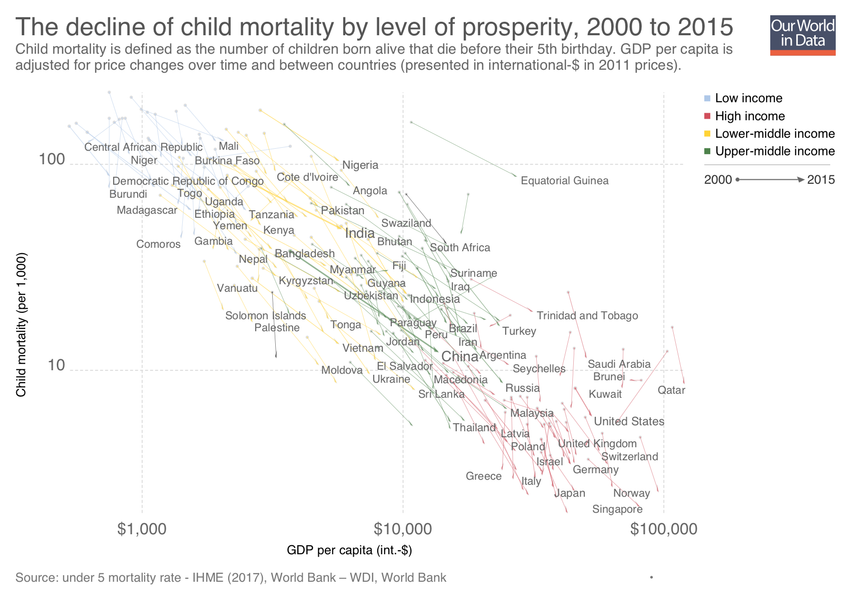 The decline of child mortality by level of prosperity, 2000 to 2015
Our World
in Data
Child mortality is defined as the number of children born alive that die before their 5th birthday. GDP per capita is
adjusted for price changes over time and between countries (presented in international-$ in 2011 prices).
Low income
High income
Lower-middle income
Upper-middle income
2000
2015
Child mortality (per 1,000)
100
10
Central African Republic
Mali
Niger
Burkina Faso
Nigeria
Cote d'Ivoire
Equatorial Guinea
Democratic Republic of Congo
Angola
Burundi
Togo
Uganda
Madagascar
Ethiopia
Tanzania
Pakistan
Yemen
Kenya
India
Swaziland
Comoros
Gambia
Bhutan
South Africa
Nepal
Bangladesh
Myanmar
Fiji
Suriname
Vanuatu
Kyrgyzstan
Guyana
Iraq
Uzbekistan
Indonesia
Solomon Islands
Palestine
Tonga
Paraguay
Brazil
Turkey
Trinidad and Tobago
Peru
Iran
Jordan
Vietnam
China
Argentina
Moldova
El Salvador
Seychelles
Saudi Arabia
Ukraine
Macedonia
Brunei
Sri Lanka
Russia
Kuwait
Qatar
Malaysia
Thailand
Latvia
United States
Poland
United Kingdom
Israel
Switzerland
Germany
Greece
Italy
Japan
Norway
Singapore
$1,000
$10,000
$100,000
GDP per capita (int.-$)
Source: under 5 mortality rate - IHME (2017), World Bank – WDI, World Bank